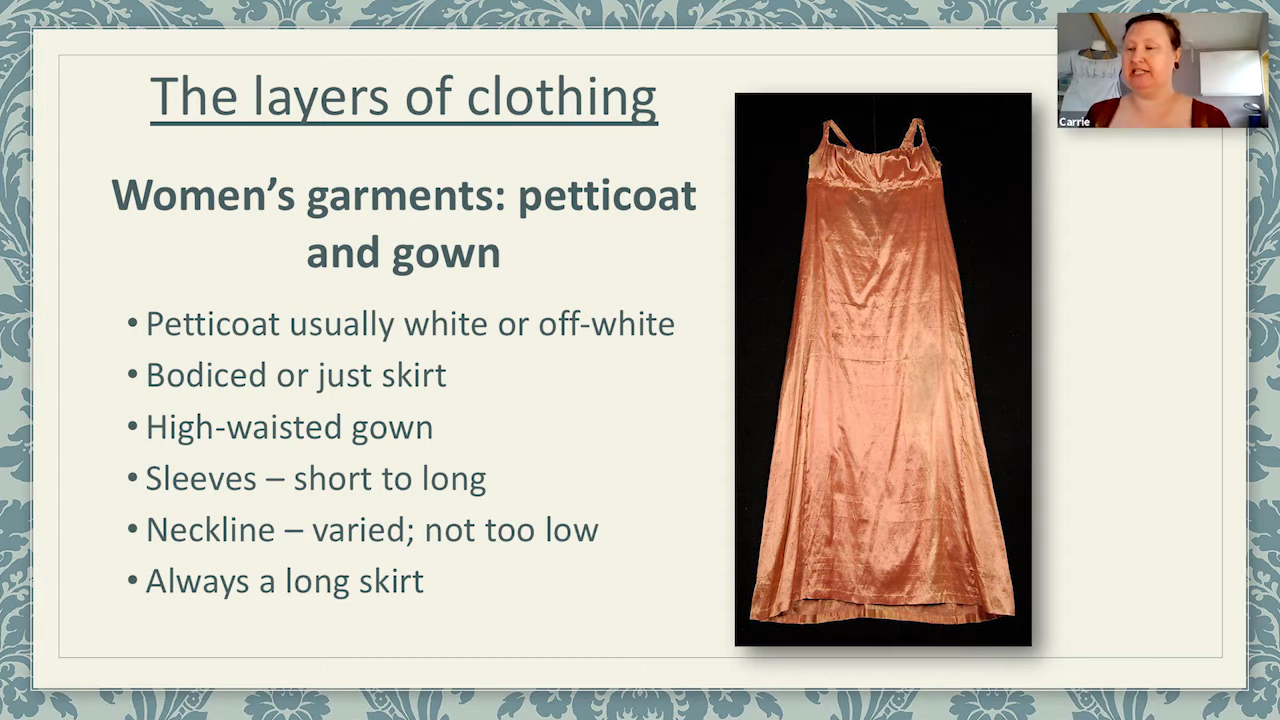 The layers of clothing
Women’s garments: petticoat
and gown
• Petticoat usually white or off-white
• Bodiced or just skirt
• High-waisted gown
• Sleeves – short to long
• Neckline – varied; not too low
• Always a long skirt
Carrie